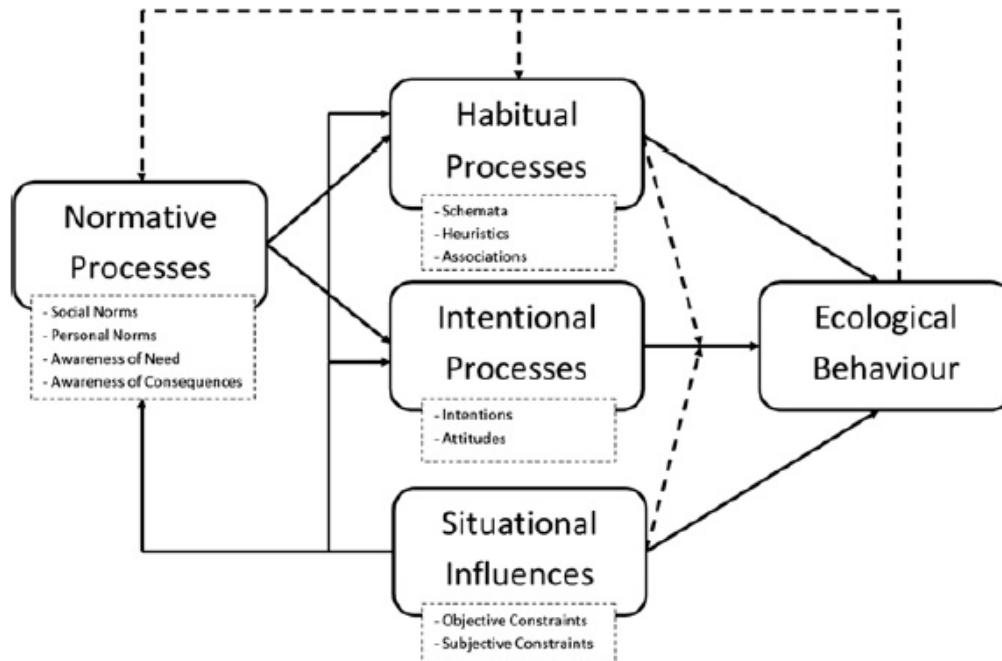 Habitual
Processes
- Schemata
- Heuristics
- Associations
Normative
Processes
- Social Norms
- Personal Norms
- Awareness of Need
- Awareness of Consequences
Intentional
Processes
- Intentions
- Attitudes
Ecological
Behaviour
Situational
Influences
- Objective Constraints
- Subjective Constraints